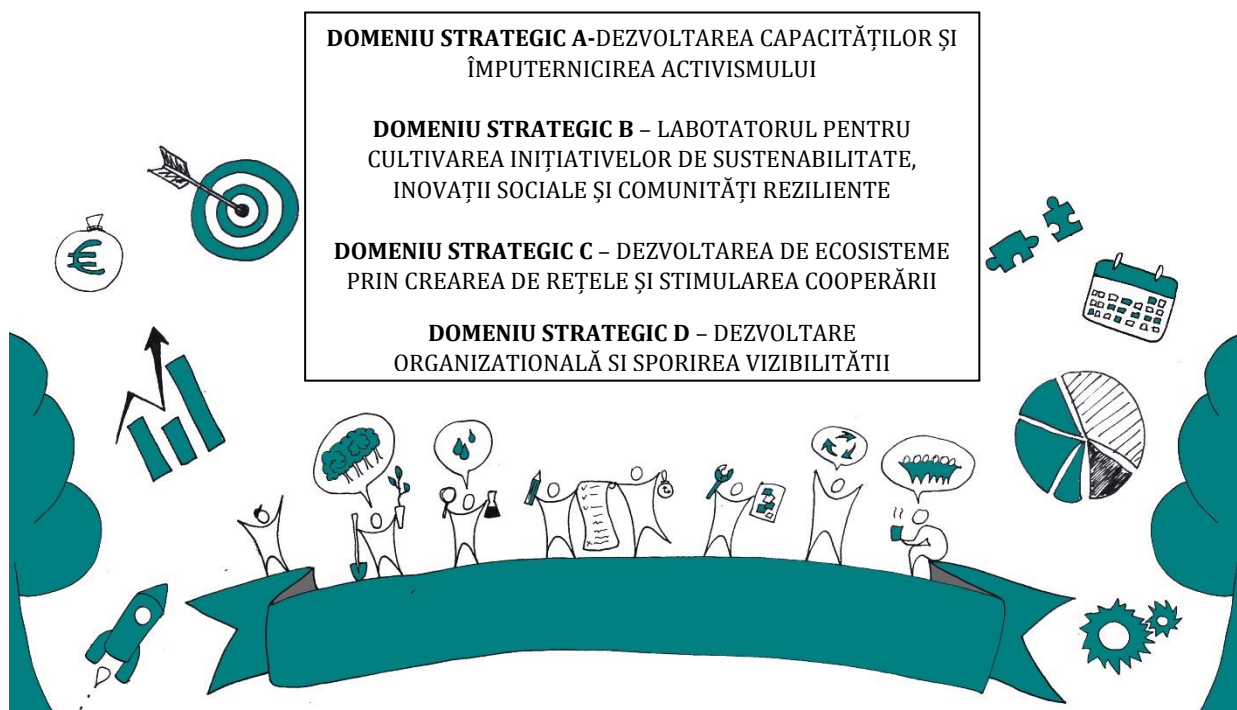 DOMENIU STRATEGIC A-DEZVOLTAREA CAPACITĂȚILOR ȘI
ÎMPUTERNICIREA ACTIVISMULUI
DOMENIU STRATEGIC B – LABOTATORUL PENTRU
CULTIVAREA INIȚIATIVELOR DE SUSTENABILITATE,
INOVAȚII SOCIALE ȘI COMUNITĂȚI REZILIENTE
DOMENIU STRATEGIC C – DEZVOLTAREA DE ECOSISTEME
PRIN CREAREA DE REȚELE ȘI STIMULAREA COOPERĂRII
DOMENIU STRATEGIC D – DEZVOLTARE
ORGANIZATIONALĂ SI SPORIREA VIZIBILITĂTII
€